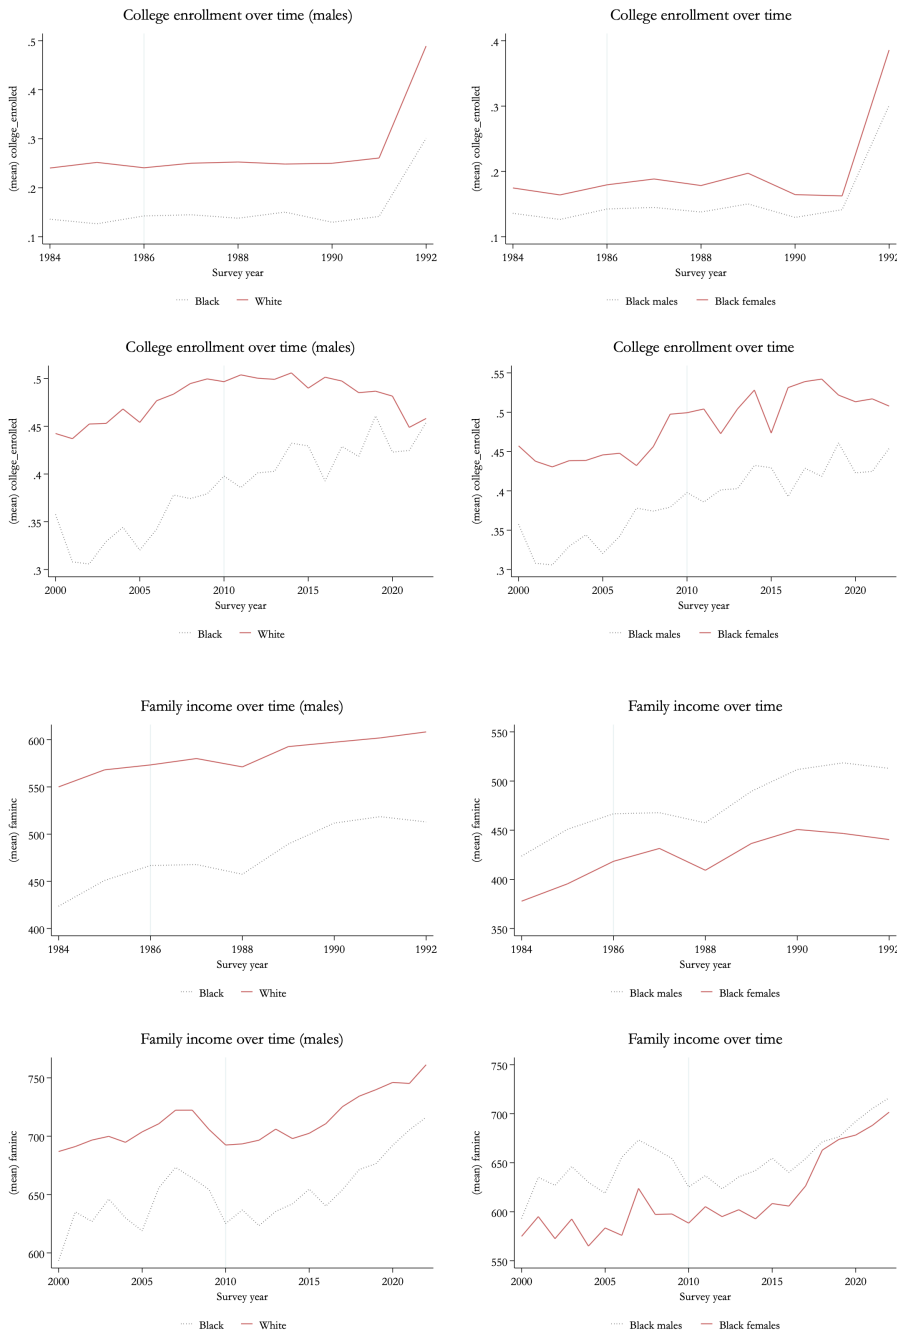 College enrollment over time (males)
.5
.4
.3
.2
.1
(mean) college_enrolled
1984 1986 1988 1990 1992
Survey year
Black White
College enrollment over time
.4
.3
.2
.1
(mean) college_enrolled
1984 1986 1988 1990 1992
Survey year
Black males Black females
College enrollment over time (males)
.5
.45
.4
.35
.3
(mean) college_enrolled
2000 2005 2010 2015 2020
Survey year
Black White
College enrollment over time
.55
.5
.45
.4
.35
.3
(mean) college_enrolled
2000 2005 2010 2015 2020
Survey year
Black males Black females
Family income over time (males)
600
550
500
450
400
(mean) faminc
1984 1986 1988 1990 1992
Survey year
Black White
Family income over time
550
500
450
400
350
(mean) faminc
1984 1986 1988 1990 1992
Survey year
Black males Black females
Family income over time (males)
750
700
650
600
(mean) faminc
2000 2005 2010 2015 2020
Survey year
Black White
Family income over time
750
700
650
600
550
(mean) faminc
2000 2005 2010 2015 2020
Survey year
Black males Black females